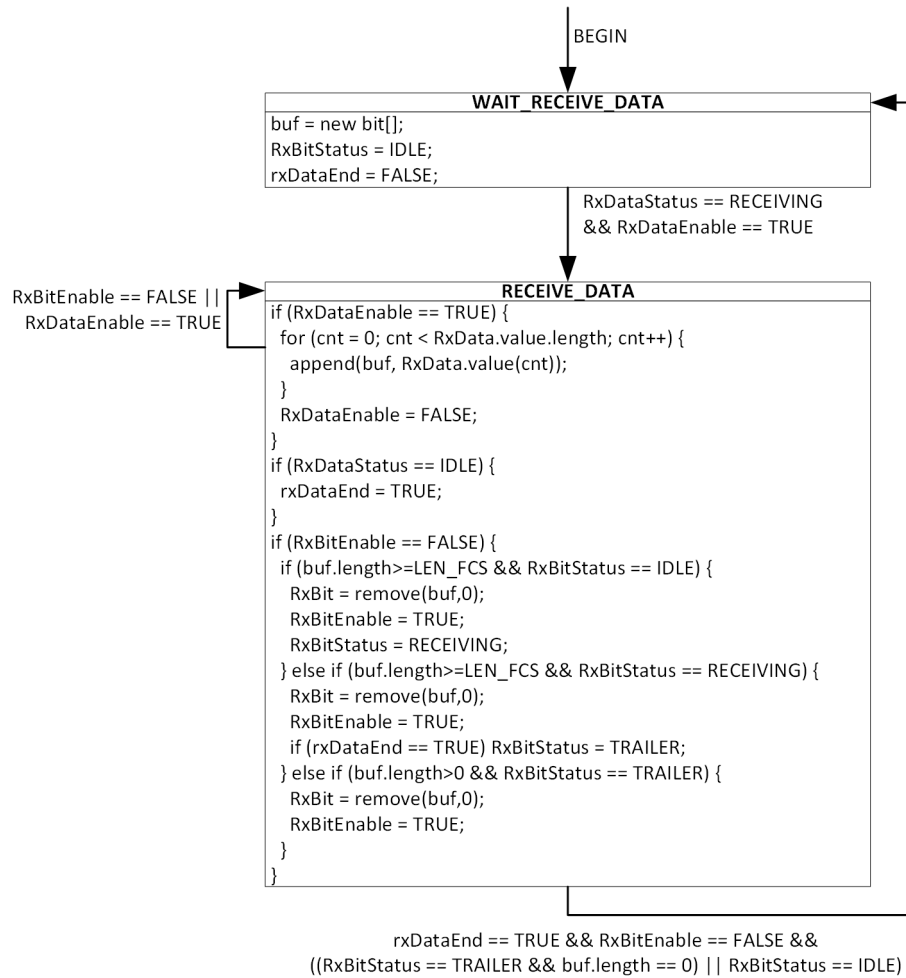 BEGIN
WAIT_RECEIVE_DATA
buf = new bit[];
RxBitStatus = IDLE;
rxDataEnd = FALSE;
RxDataStatus == RECEIVING
&& RxDataEnable == TRUE
RxBitEnable == FALSE ||
RxDataEnable == TRUE
RECEIVE_DATA
if (RxDataEnable == TRUE) {
for (cnt = 0; cnt < RxData.value.length; cnt++) {
append(buf, RxData.value(cnt));
}
RxDataEnable = FALSE;
}
if (RxDataStatus == IDLE) {
rxDataEnd = TRUE;
}
if (RxBitEnable == FALSE) {
if (buf.length>=LEN_FCS && RxBitStatus == IDLE) {
RxBit = remove(buf,0);
RxBitEnable = TRUE;
RxBitStatus = RECEIVING;
} else if (buf.length>=LEN_FCS && RxBitStatus == RECEIVING) {
RxBit = remove(buf,0);
RxBitEnable = TRUE;
if (rxDataEnd == TRUE) RxBitStatus = TRAILER;
} else if (buf.length>0 && RxBitStatus == TRAILER) {
RxBit = remove(buf,0);
RxBitEnable = TRUE;
}
}
rxDataEnd == TRUE && RxBitEnable == FALSE &&
((RxBitStatus == TRAILER && buf.length == 0) || RxBitStatus == IDLE)